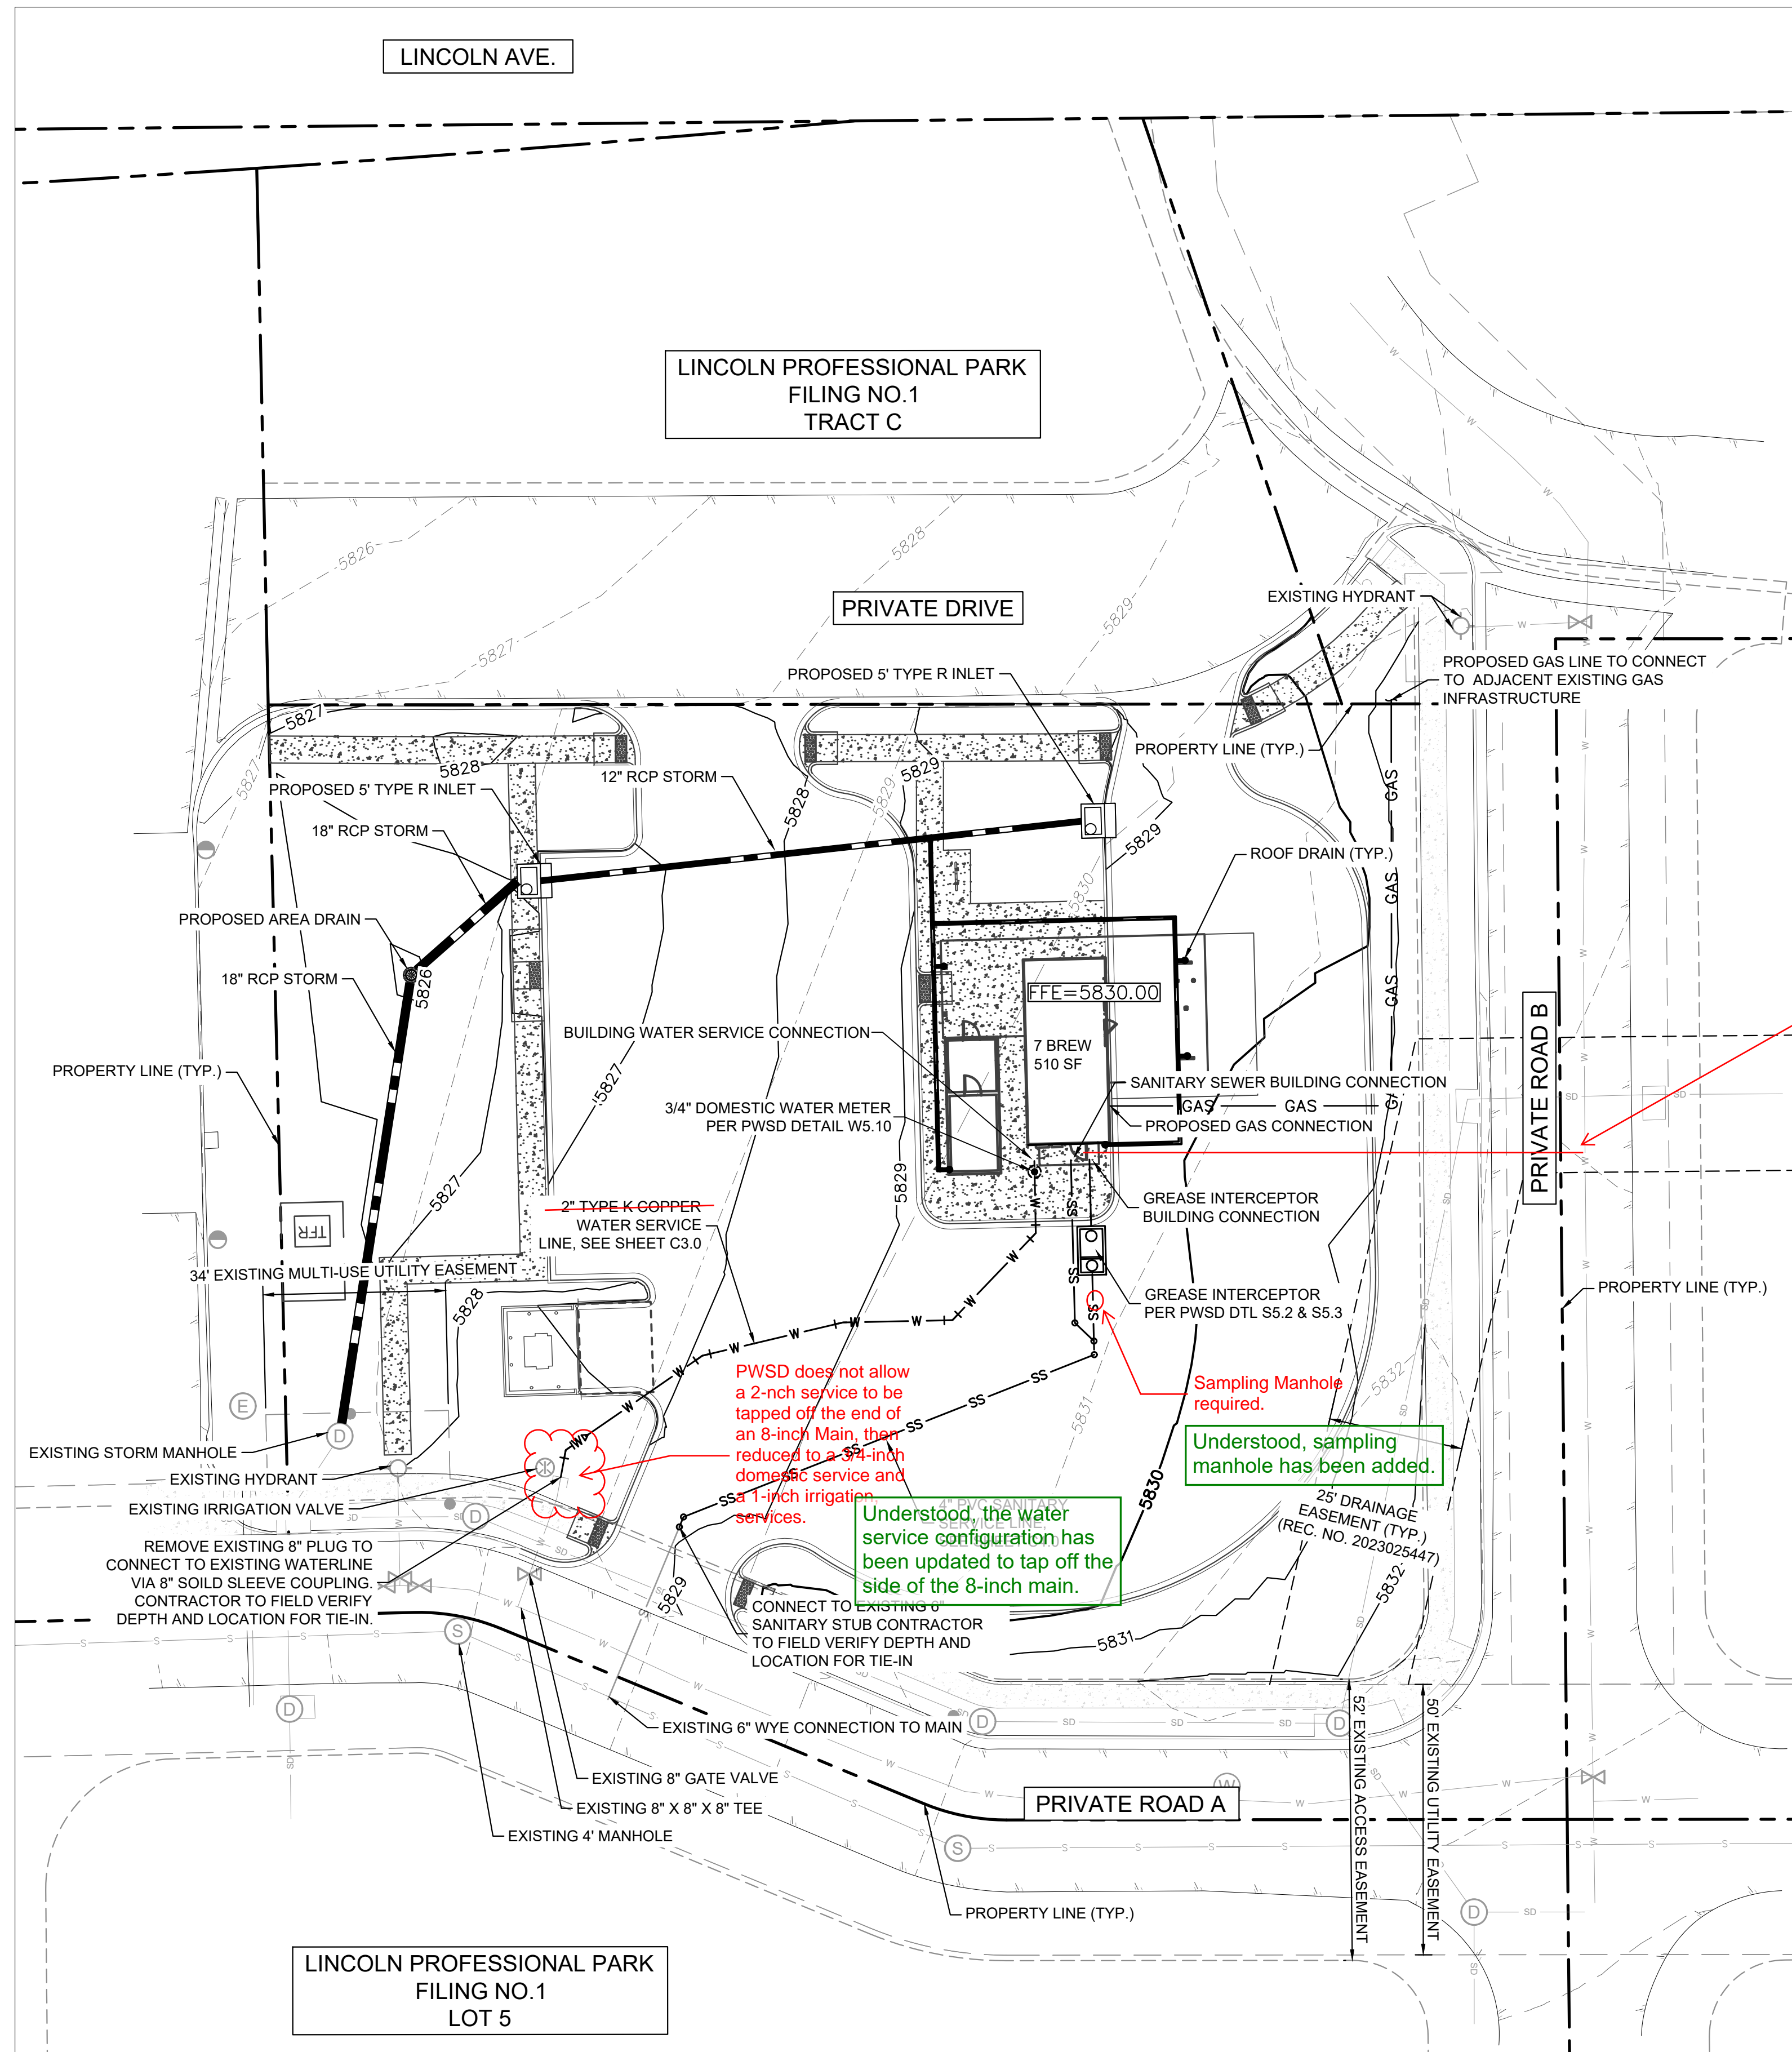 LINCOLN AVE.
LINCOLN PROFESSIONAL PARK
FILING NO.1
TRACT C
5826
5828
5829
5827
PRIVATE DRIVE
EXISTING HYDRANT
PROPOSED GAS LINE TO CONNECT
TO ADJACENT EXISTING GAS
INFRASTRUCTURE
PROPOSED 5' TYPE R INLET
PROPERTY LINE (TYP.)
5827
5828
5827
PROPOSED 5' TYPE R INLET
12" RCP STORM
5829
5828
5829
18" RCP STORM
5829
ROOF DRAIN (TYP.)
5830
GAS
GAS
GAS
GAS
PROPOSED AREA DRAIN
18" RCP STORM
5826
FFE=5830.00
BUILDING WATER SERVICE CONNECTION
7 BREW
510 SF
PRIVATE ROAD B
PROPERTY LINE (TYP.)
5827
SANITARY SEWER BUILDING CONNECTION
GAS GAS
3/4" DOMESTIC WATER METER
PER PWSD DETAIL W5.10
PROPOSED GAS CONNECTION
5827
5829
2" TYPE K COPPER
WATER SERVICE
LINE, SEE SHEET C3.0
GREASE INTERCEPTOR
BUILDING CONNECTION
TFR
34' EXISTING MULTI-USE UTILITY EASEMENT
5828
GREASE INTERCEPTOR
PER PWSD DTL S5.2 & S5.3
PROPERTY LINE (TYP.)
PWSD does not allow
a 2-nch service to be
tapped off the end of
an 8-inch Main, then
reduced to a 3/4-inch
domestic service and
a 1-inch irrigation,
services.
Sampling Manhole
required.
5832
5831
Understood, sampling
manhole has been added.
E
D
EXISTING STORM MANHOLE
EXISTING HYDRANT
EXISTING IRRIGATION VALVE
5830
4" PVC SANITARY
SERVICE LINE,
Understood, the water
service configuration has
been updated to tap off the
side of the 8-inch main.
25' DRAINAGE
EASEMENT (TYP.)
(REC. NO. 2023025447)
5832
REMOVE EXISTING 8" PLUG TO
CONNECT TO EXISTING WATERLINE
VIA 8" SOILD SLEEVE COUPLING.
CONTRACTOR TO FIELD VERIFY
DEPTH AND LOCATION FOR TIE-IN.
5829
CONNECT TO EXISTING 6"
SANITARY STUB CONTRACTOR
TO FIELD VERIFY DEPTH AND
LOCATION FOR TIE-IN
5831
EXISTING 6" WYE CONNECTION TO MAIN
52' EXISTING ACCESS EASEMENT
50' EXISTING UTILITY EASEMENT
EXISTING 8" GATE VALVE
EXISTING 8" X 8" X 8" TEE
EXISTING 4' MANHOLE
PRIVATE ROAD A
PROPERTY LINE (TYP.)
LINCOLN PROFESSIONAL PARK
FILING NO.1
LOT 5